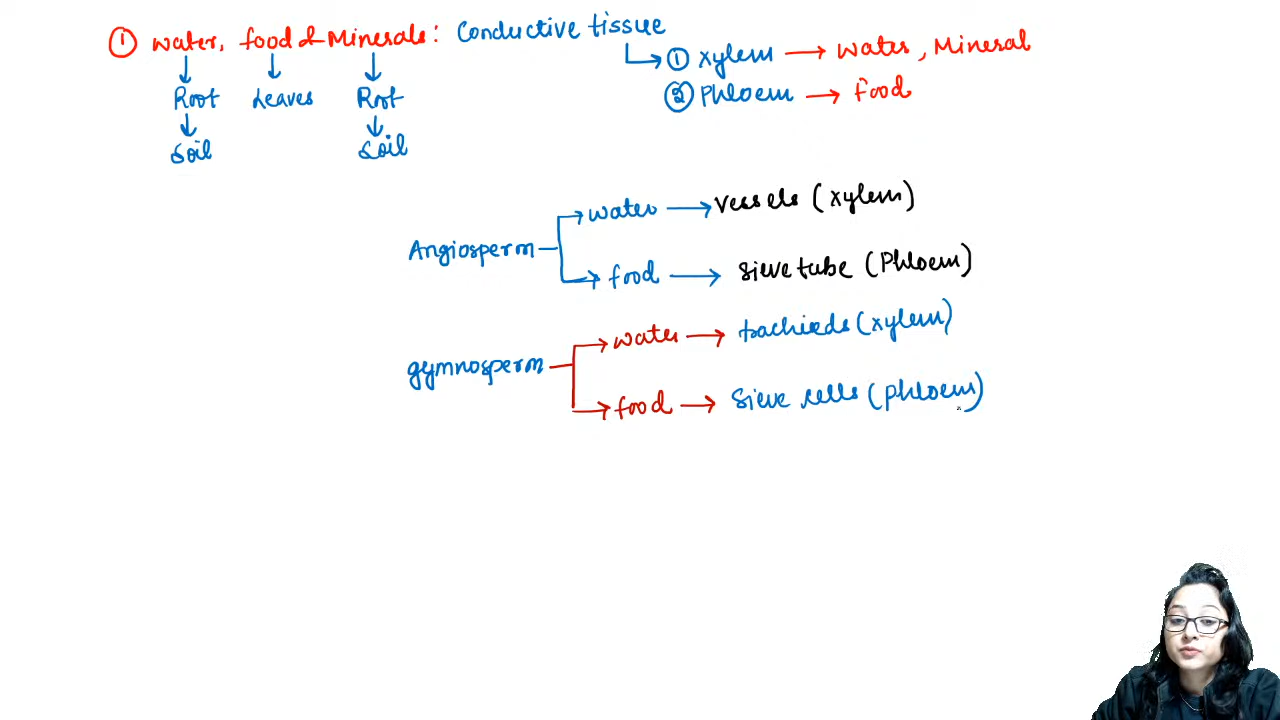 ① water, food & Minerals: Conductive tissue
① Xylem → water, Mineral
Root Leaves Root
② Phloem → food
Soil Soil
water → vessels (xylem)
Angiosperm
food → sieve tube (Phloem)
water → tracheids (xylem)
gymnosperm
food → Sieve cells (phloem)